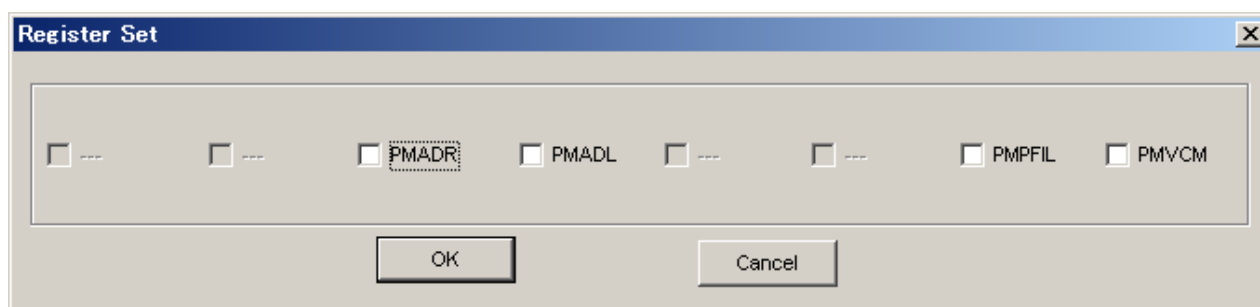 Register Set
--- --- PMADR PMADL --- --- PMPFIL PMVCM
OK Cancel